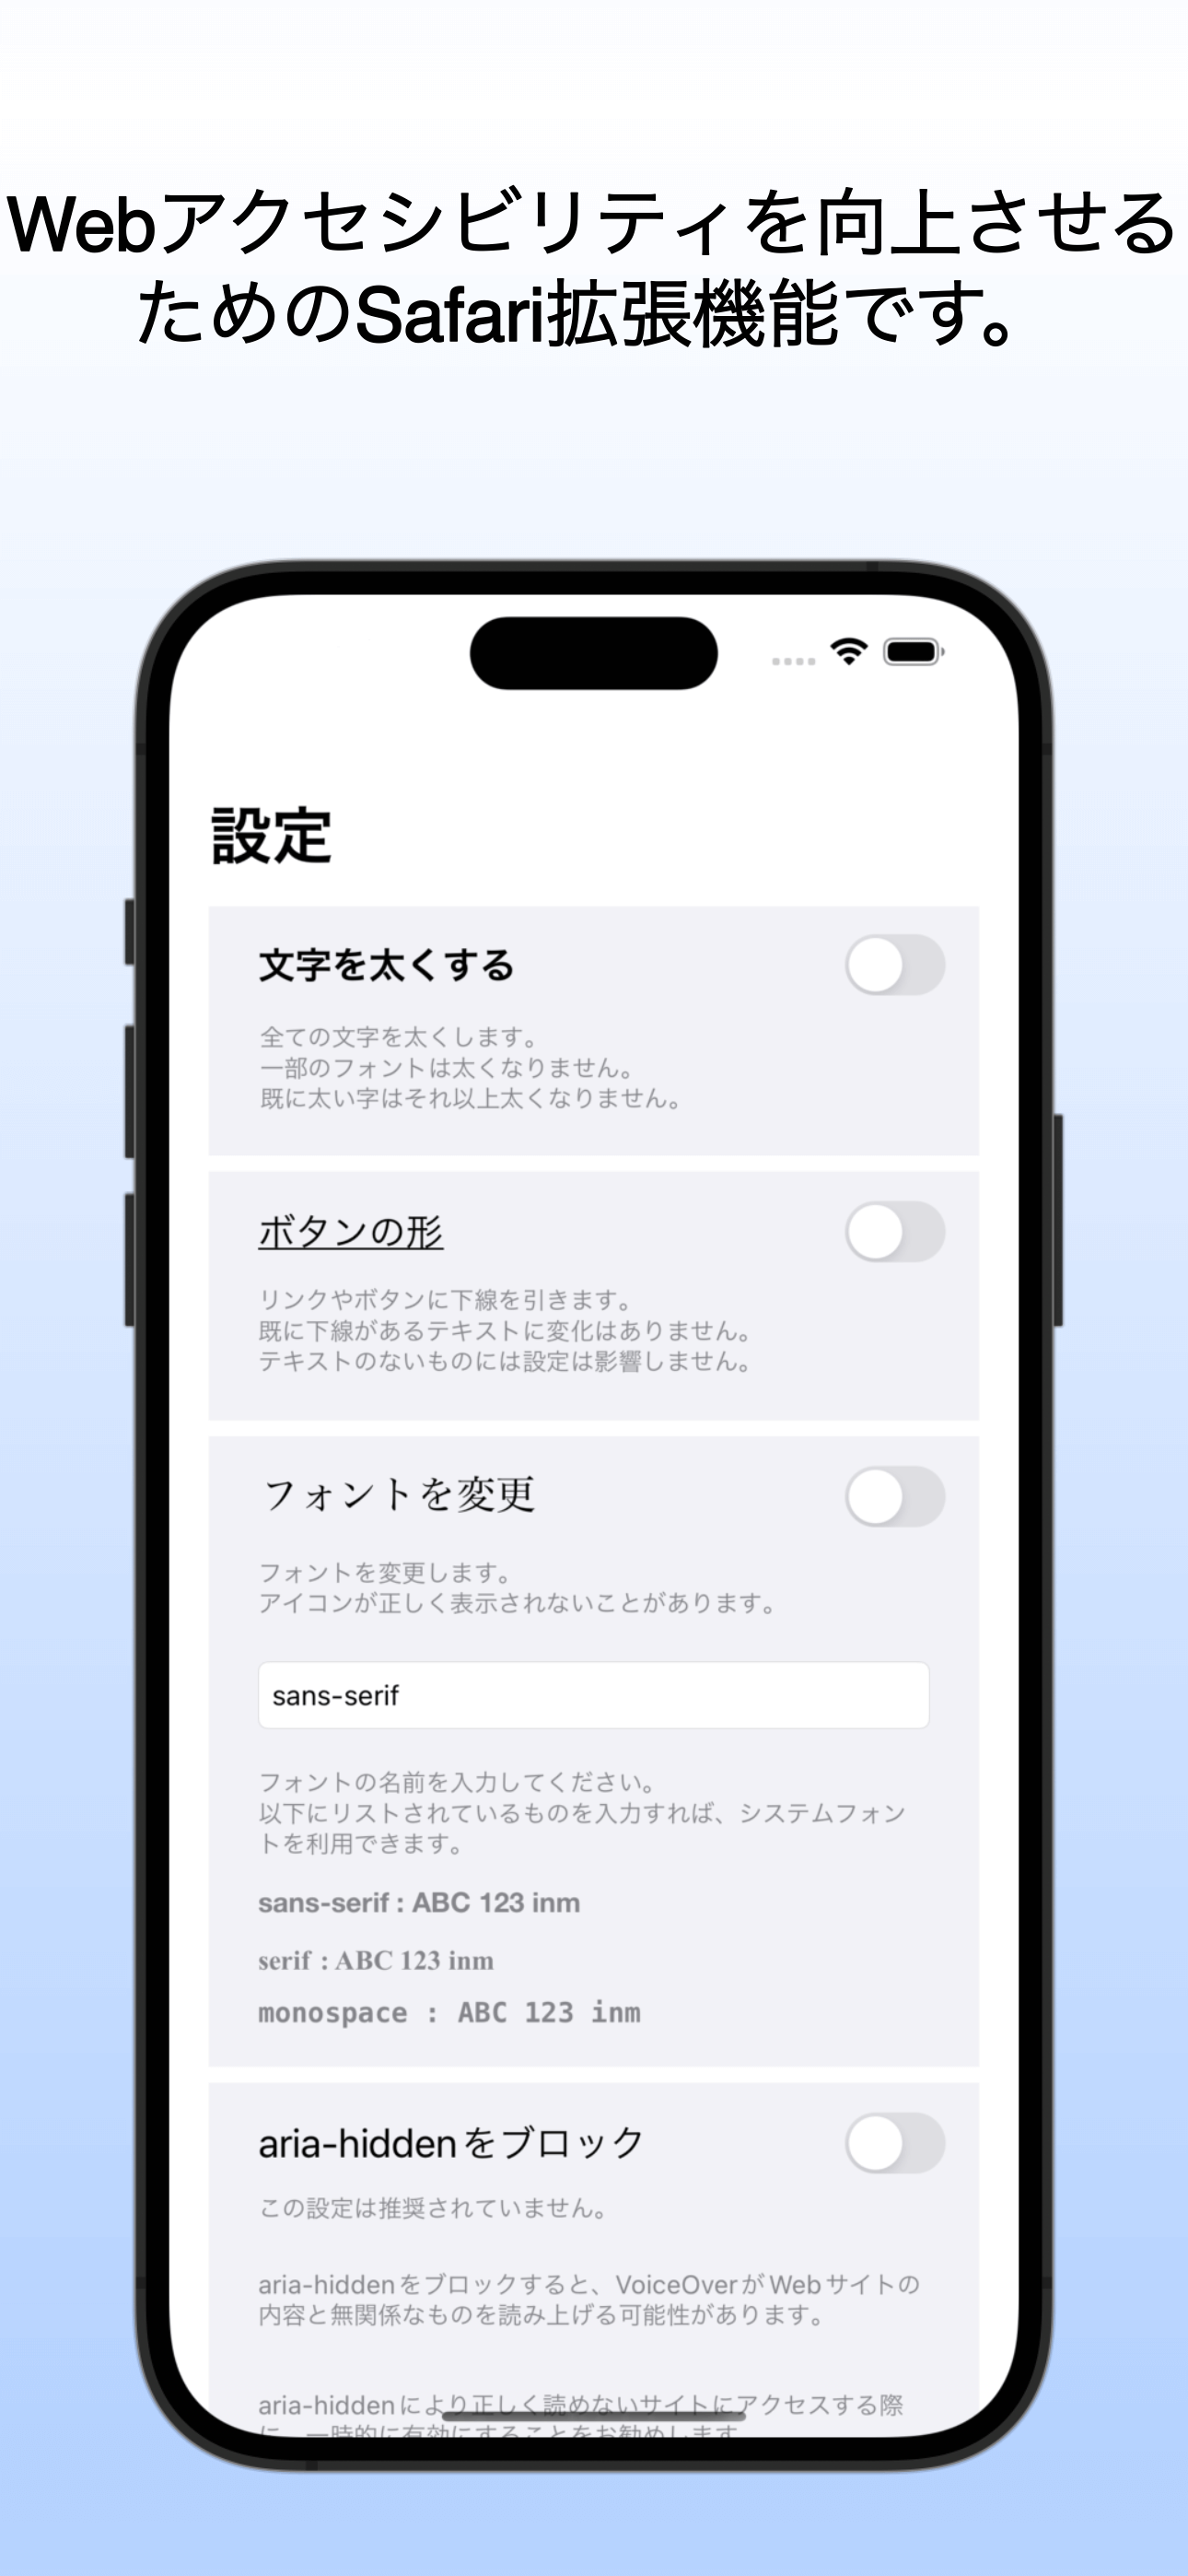 Webアクセシビリティを向上させる
ためのSafari拡張機能です。
設定
文字を太くする
全ての文字を太くします。
一部のフォントは太くなりません。
既に太い字はそれ以上太くなりません。
ボタンの形
リンクやボタンに下線を引きます。
既に下線があるテキストに変化はありません。
テキストのないものには設定は影響しません。
フォントを変更
フォントを変更します。
アイコンが正しく表示されないことがあります。
sans-serif
フォントの名前を入力してください。
以下にリストされているものを入力すれば、システムフォン
トを利用できます。
sans-serif : ABC 123 inm
serif : ABC 123 inm
monospace : ABC 123 inm
aria-hiddenをブロック
この設定は推奨されていません。
aria-hiddenをブロックすると、VoiceOverがWebサイトの
内容と無関係なものを読み上げる可能性があります。
aria-hiddenにより正しく読めないサイトにアクセスする際
に、一時的に有効にすることをお勧めします。